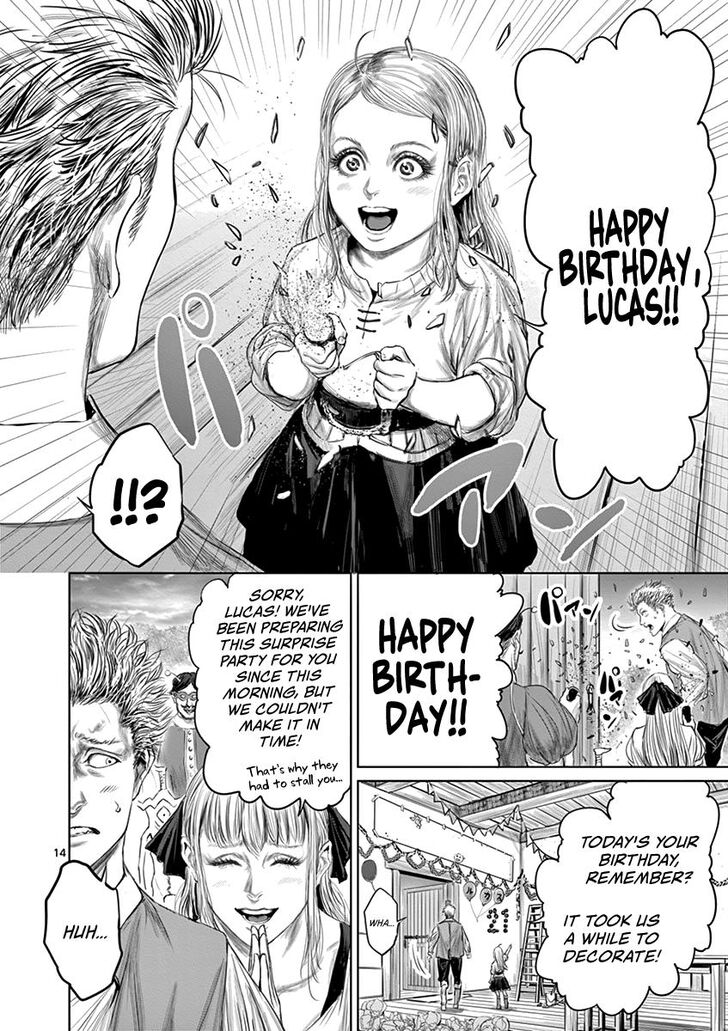 HAPPY
BIRTHDAY,
LUCAS!!
!!?
パァン
パァン
HAPPY
BIRTH-
DAY!!
SORRY,
LUCAS! WE'VE
BEEN PREPARING
THIS SURPRISE
PARTY FOR YOU
SINCE THIS
MORNING, BUT
WE COULDN'T
MAKE IT IN
TIME!
That's why they
had to stall you...
HUH...
14
TODAY'S YOUR
BIRTHDAY,
REMEMBER?
IT TOOK US
A WHILE TO
DECORATE!
WHA...